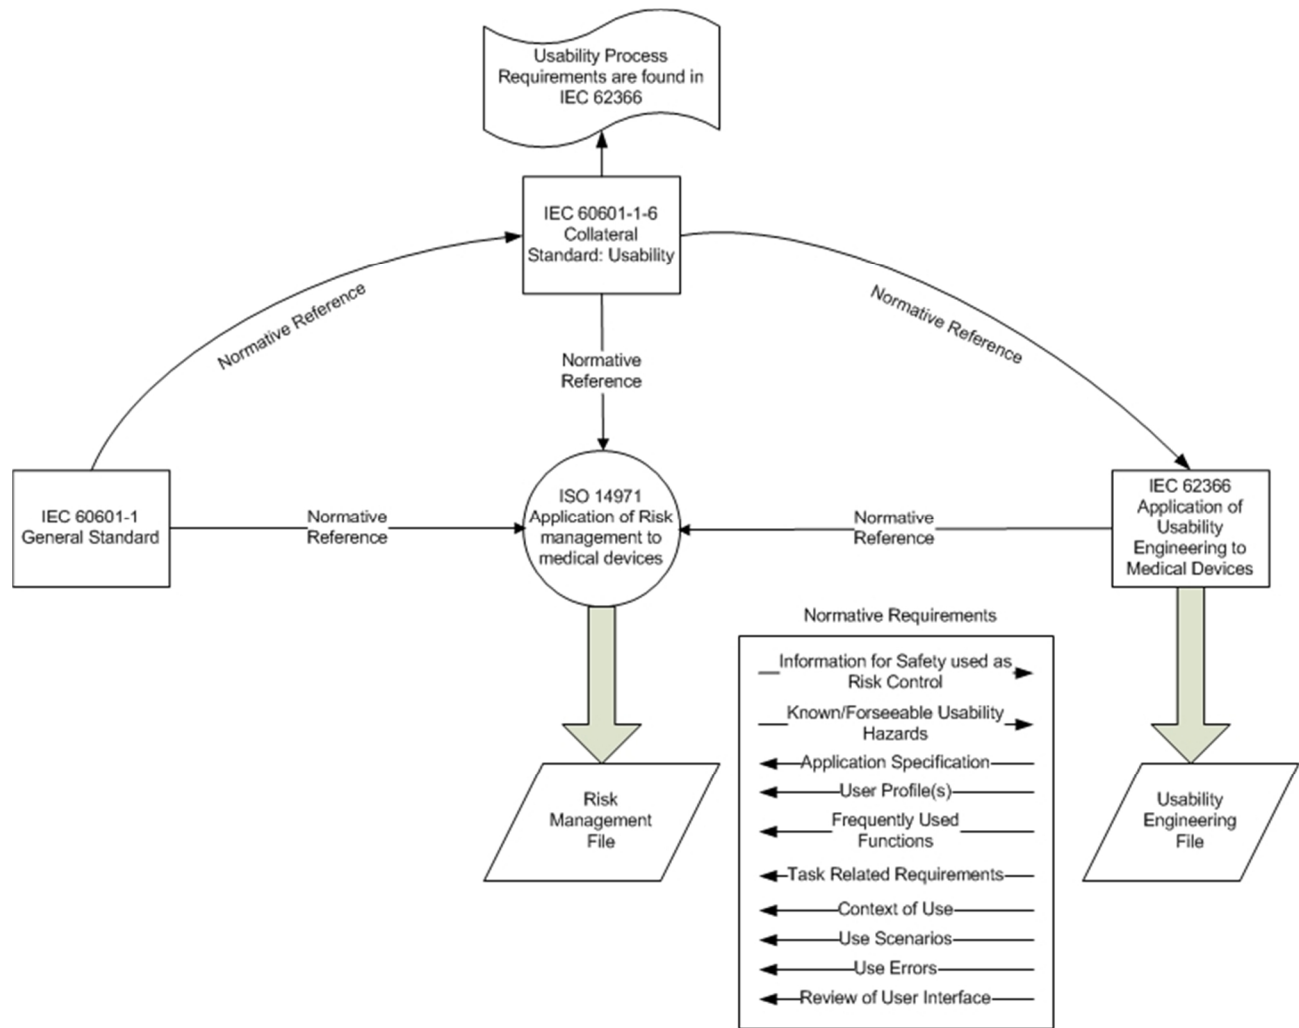 Usability Process
Requirements are found in
IEC 62366
IEC 60601-1-6
Collateral
Standard: Usability
Normative Reference
Normative Reference
Normative
Reference
IEC 60601-1
General Standard
Normative
Reference
ISO 14971
Application of Risk
management to
medical devices
Normative
Reference
IEC 62366
Application of
Usability
Engineering to
Medical Devices
Normative Requirements
Information for Safety used as
Risk Control
Known/Forseeable Usability
Hazards
Application Specification
User Profile(s)
Frequently Used
Functions
Task Related Requirements
Context of Use
Use Scenarios
Use Errors
Review of User Interface
Risk
Management
File
Usability
Engineering
File